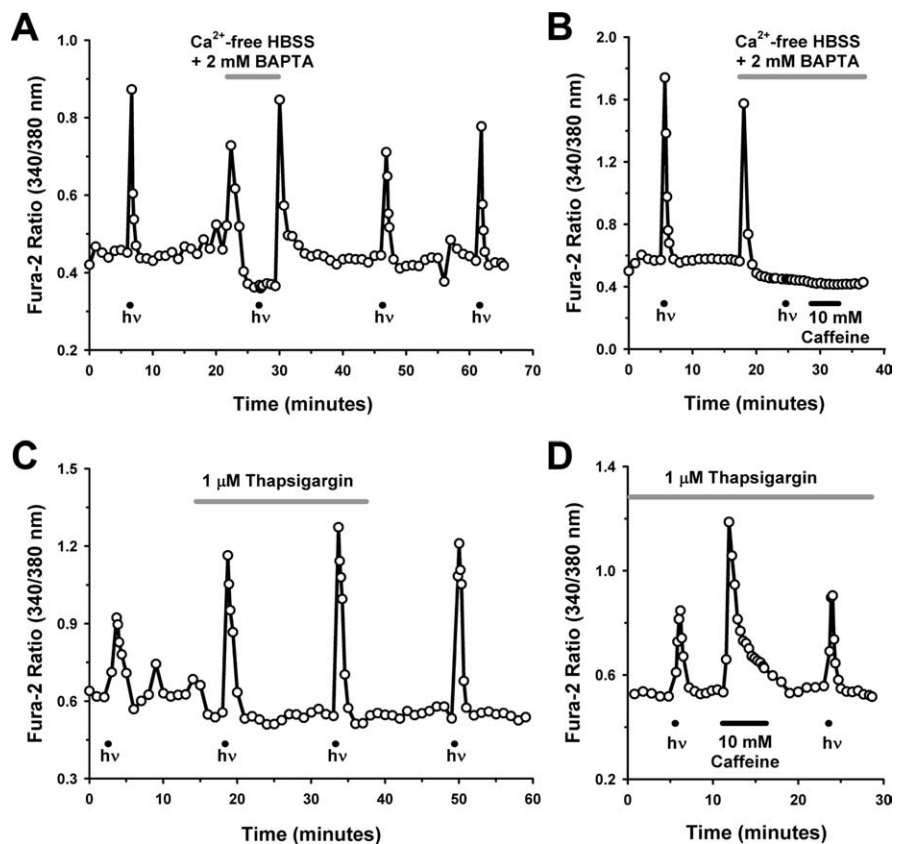 A
Ca²⁺-free HBSS
+ 2 mM BAPTA
Fura-2 Ratio (340/380 nm)
1.0
0.8
0.6
0.4
0.2
hν
hν
hν
hν
0 10 20 30 40 50 60 70
Time (minutes)
B
Ca²⁺-free HBSS
+ 2 mM BAPTA
Fura-2 Ratio (340/380 nm)
2.0
1.6
1.2
0.8
0.4
0.0
hν
hν
10 mM
Caffeine
0 10 20 30 40
Time (minutes)
C
1 μM Thapsigargin
Fura-2 Ratio (340/380 nm)
1.5
1.2
0.9
0.6
0.3
hν
hν
hν
hν
0 10 20 30 40 50 60
Time (minutes)
D
1 μM Thapsigargin
Fura-2 Ratio (340/380 nm)
1.4
1.2
1.0
0.8
0.6
0.4
0.2
hν
10 mM
Caffeine
hν
0 10 20 30
Time (minutes)